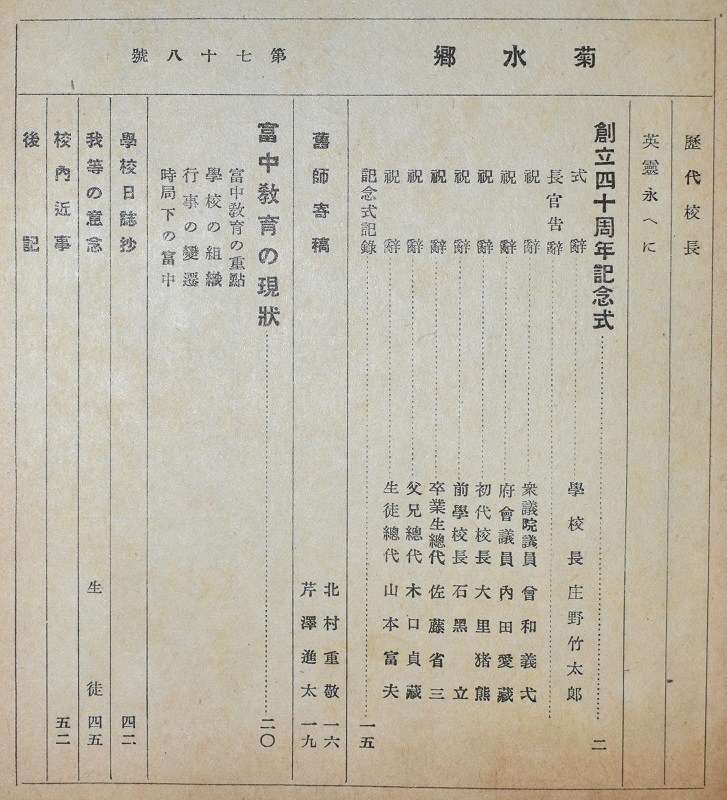 菊水郷　第七十八號
歷代校長
英靈永へに
創立四十周年記念式……二
式辭　學校長　庄野竹太郎
長官告辭……
祝辭……衆議院議員　曾和義弌
祝辭……府會議員　內田愛藏
祝辭……初代校長　大里猪熊
祝辭……前學校長　石黑立
祝辭……卒業生總代　佐藤省三
祝辭……父兄總代　木口貞藏
祝辭……生徒總代　山本富夫
記念式記錄……一五
舊師寄稿
北村重敬　一六
芹澤進太　一九
富中敎育の現狀……二〇
富中敎育の重點
學校の組織
行事の變遷
時局下の富中
學校日誌抄　四二
我等の意念　生徒　四五
校內近事　五二
後記